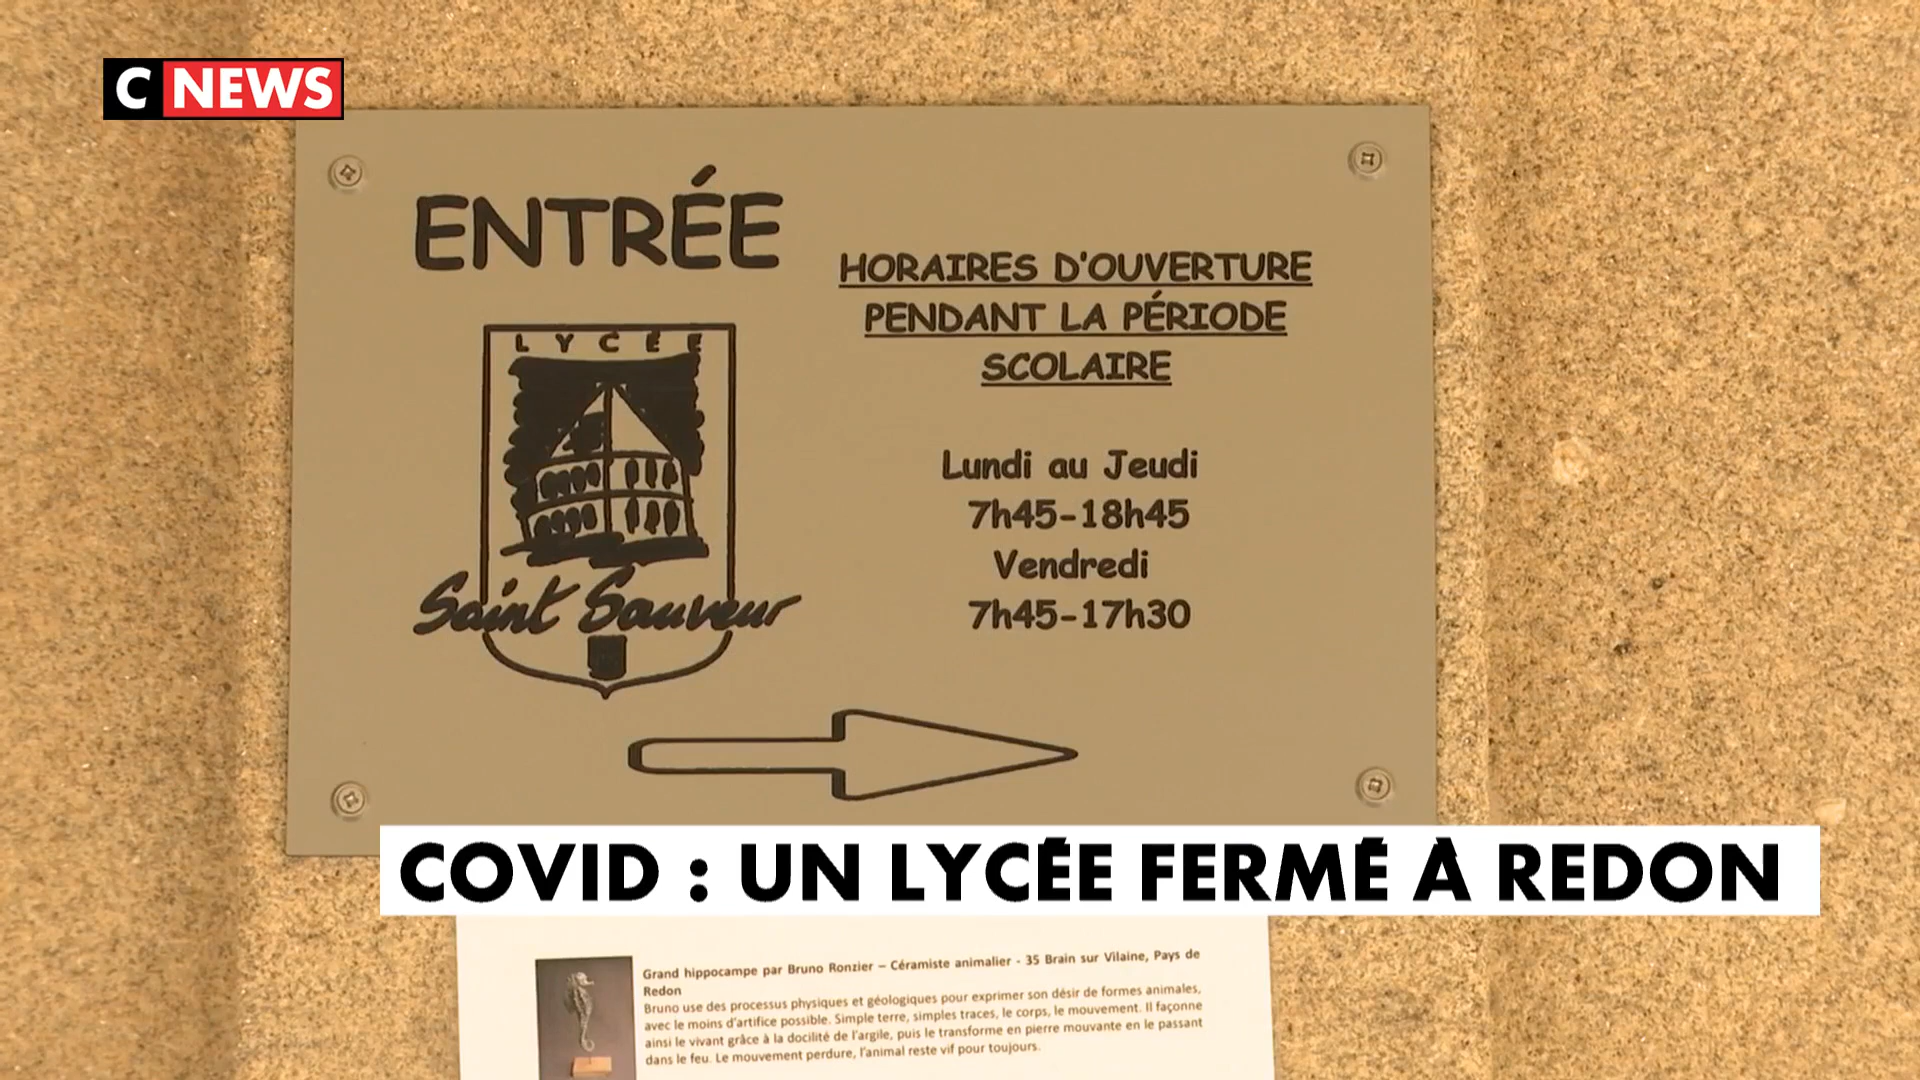 CNEWS
ENTRÉE
LYCÉE
Saint Sauveur
HORAIRES D'OUVERTURE
PENDANT LA PÉRIODE
SCOLAIRE
Lundi au Jeudi
7h45-18h45
Vendredi
7h45-17h30
COVID : UN LYCÉE FERMÉ À REDON
Grand hippocampe par Bruno Ronzier – Céramiste animalier - 35 Brain sur Vilaine, Pays de
Redon
Bruno use des processus physiques et géologiques pour exprimer son désir de formes animales,
avec le moins d'artifice possible. Simple terre, simples traces, le corps, le mouvement. Il façonne
ainsi le vivant grâce à la docilité de l'argile, puis le transforme en pierre mouvante en le passant
dans le feu. Le mouvement perdure, l'animal reste vif pour toujours.